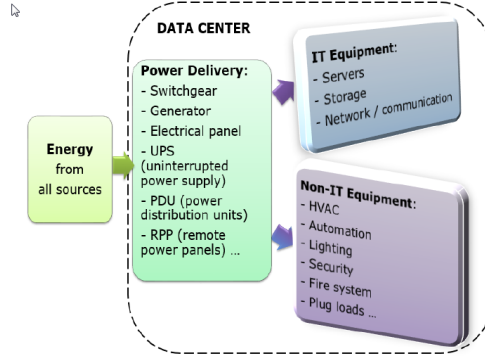 DATA CENTER
Energy
from
all sources
Power Delivery:
- Switchgear
- Generator
- Electrical panel
- UPS
(uninterrupted
power supply)
- PDU (power
distribution units)
- RPP (remote
power panels) ...
IT Equipment:
- Servers
- Storage
- Network / communication
Non-IT Equipment:
- HVAC
- Automation
- Lighting
- Security
- Fire system
- Plug loads ...